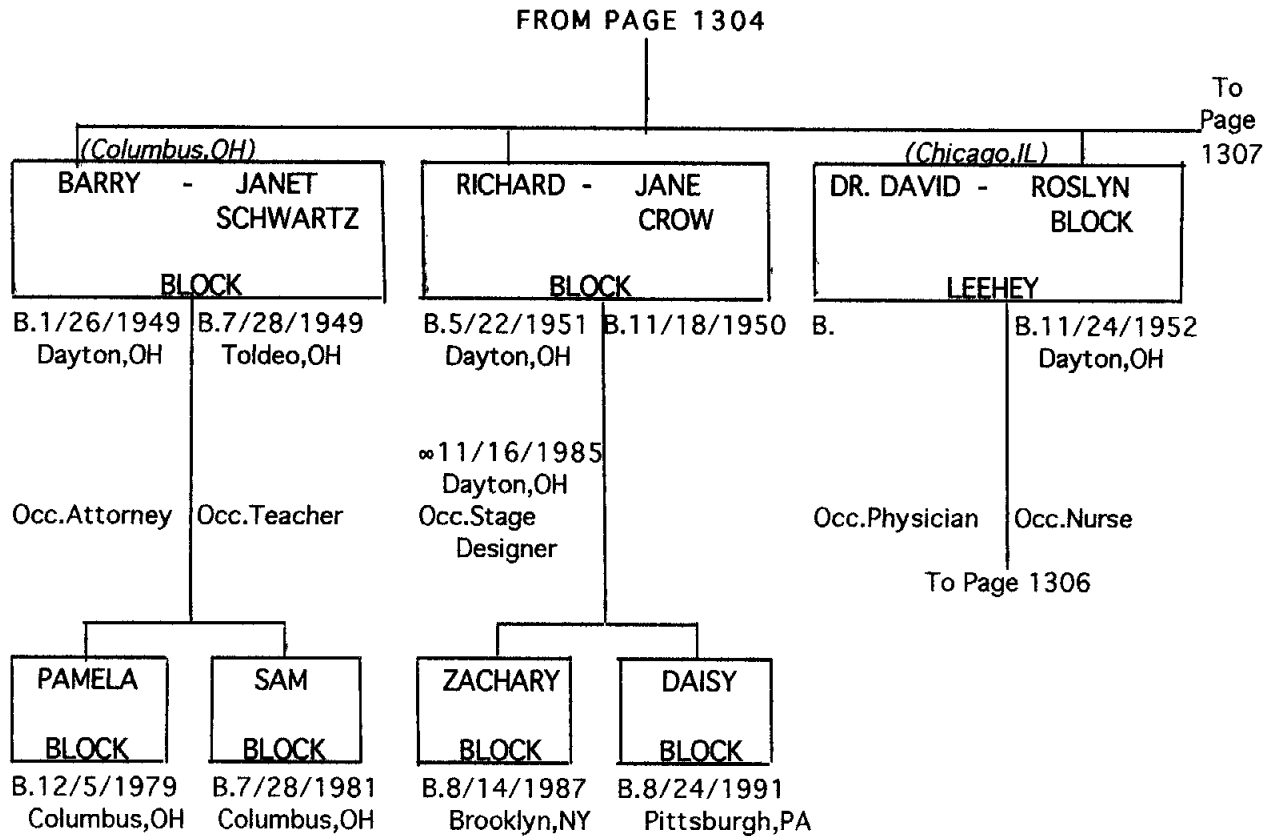 FROM PAGE 1304
To
Page
1307
(Columbus,OH)
(Chicago,IL)
BARRY - JANET
SCHWARTZ
BLOCK
RICHARD - JANE
CROW
BLOCK
DR. DAVID - ROSLYN
BLOCK
LEEHEY
B.1/26/1949
Dayton,OH
B.7/28/1949
Toldeo,OH
B.5/22/1951
Dayton,OH
B.11/18/1950
B.
B.11/24/1952
Dayton,OH
∞11/16/1985
Dayton,OH
Occ.Attorney
Occ.Teacher
Occ.Stage
Designer
Occ.Physician
Occ.Nurse
To Page 1306
PAMELA
BLOCK
SAM
BLOCK
ZACHARY
BLOCK
DAISY
BLOCK
B.12/5/1979
Columbus,OH
B.7/28/1981
Columbus,OH
B.8/14/1987
Brooklyn,NY
B.8/24/1991
Pittsburgh,PA